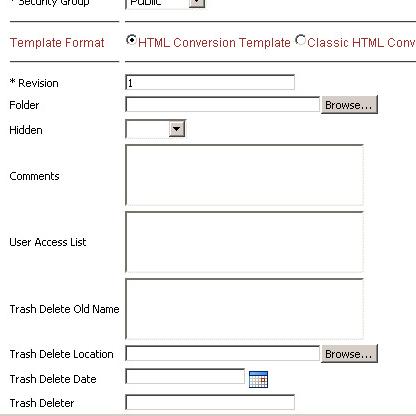 * Security Group Public
Template Format HTML Conversion Template Classic HTML Conv
* Revision 1
Folder Browse...
Hidden
Comments
User Access List
Trash Delete Old Name
Trash Delete Location Browse...
Trash Delete Date
Trash Deleter